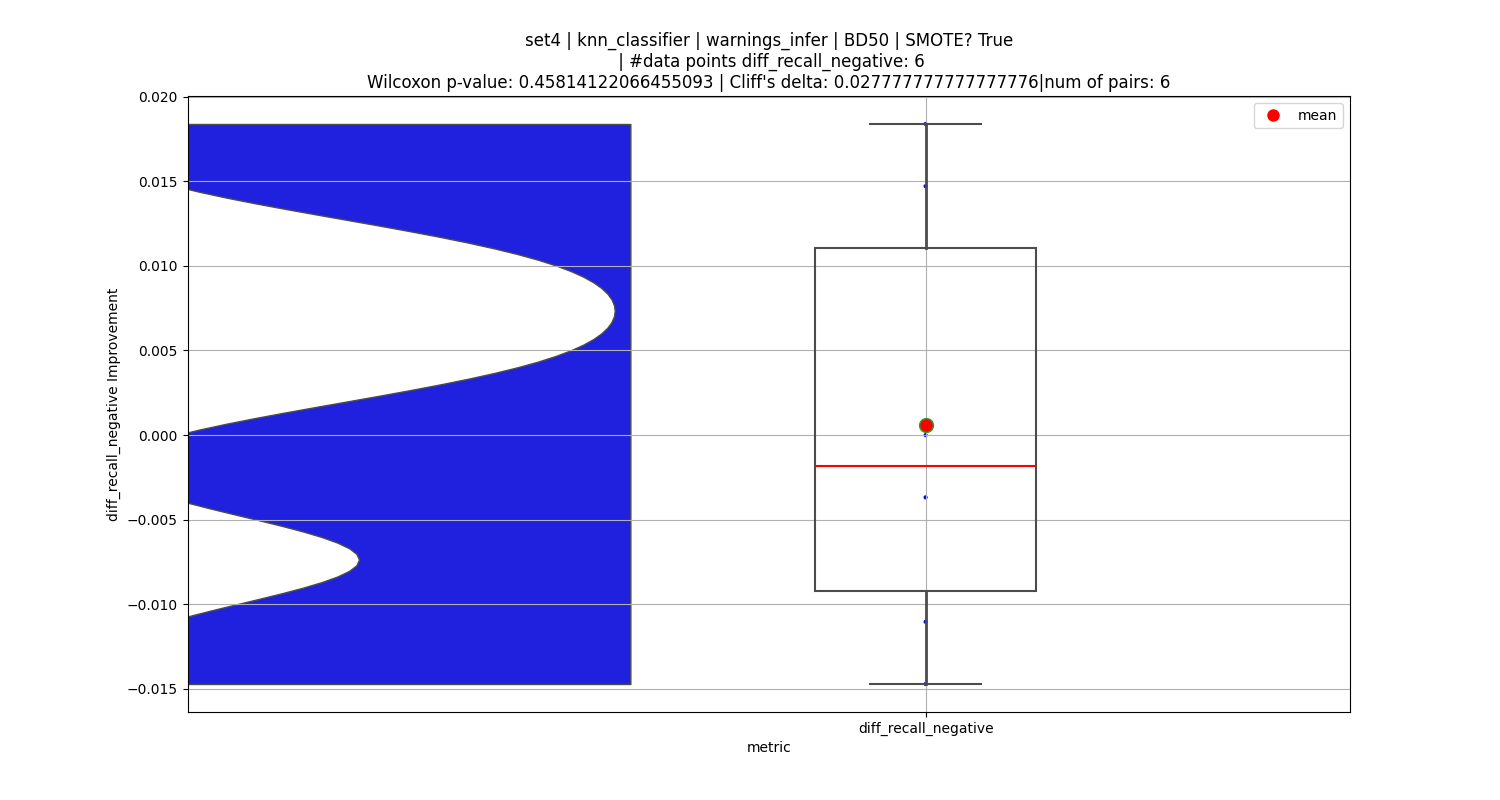 set4 | knn_classifier | warnings_infer | BD50 | SMOTE? True
| #data points diff_recall_negative: 6
Wilcoxon p-value: 0.45814122066455093 | Cliff's delta: 0.027777777777777776|num of pairs: 6
mean
0.020
0.015
0.010
0.005
0.000
−0.005
−0.010
−0.015
diff_recall_negative Improvement
diff_recall_negative
metric